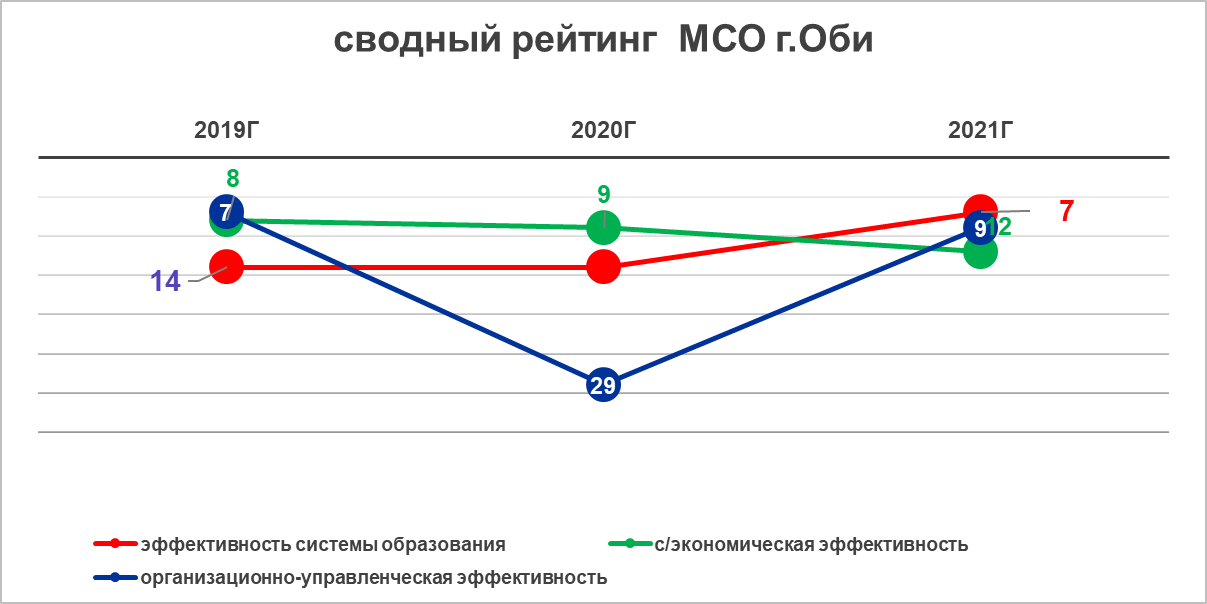 сводный рейтинг МСО г.Оби
2019Г 2020Г 2021Г
8
9
7
7
9
12
14
29
эффективность системы образования
с/экономическая эффективность
организационно-управленческая эффективность